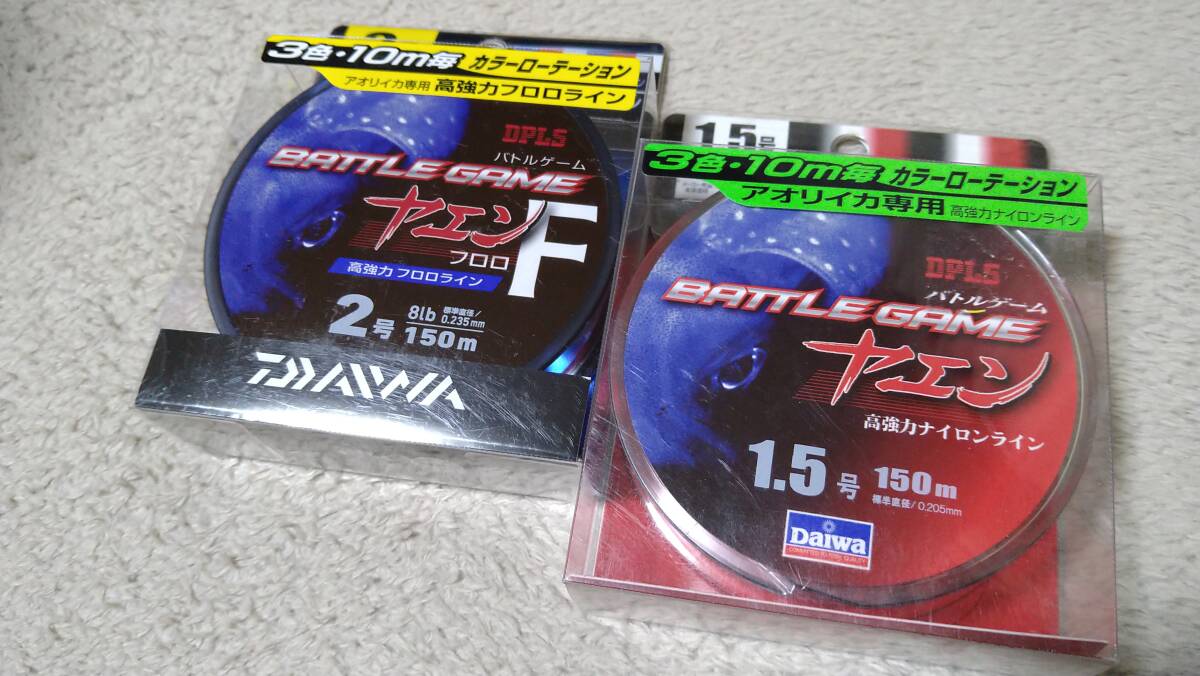 3色・10m毎 カラーローテーション
アオリイカ専用 高強力フロロライン
DPLS
バトルゲーム
BATTLE GAME
ヤエン
フロロ
F
高強力 フロロライン
2号
8lb
標準直径/
0.235mm
150m
DAIWA
1.5号
3色・10m毎 カラーローテーション
アオリイカ専用 高強力ナイロンライン
DPLS
バトルゲーム
BATTLE GAME
ヤエン
高強力ナイロンライン
1.5号 150m
標準直径/0.205mm
Daiwa